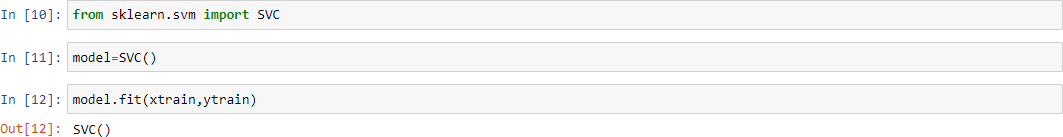 In [10]: from sklearn.svm import SVC
In [11]: model=SVC()
In [12]: model.fit(xtrain,ytrain)
Out[12]: SVC()